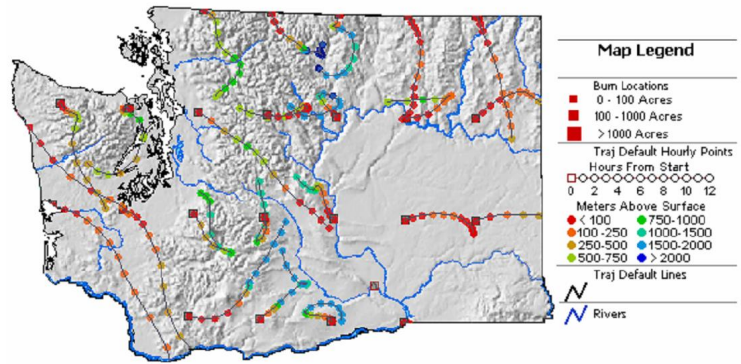 Map Legend
Burn Locations
0 - 100 Acres
100 - 1000 Acres
>1000 Acres
Traj Default Hourly Points
Hours From Start
0 2 4 6 8 10 12
Meters Above Surface
< 100 750-1000
100 -250 1000-1500
250-500 1500-2000
500-750 > 2000
Traj Default Lines
Rivers